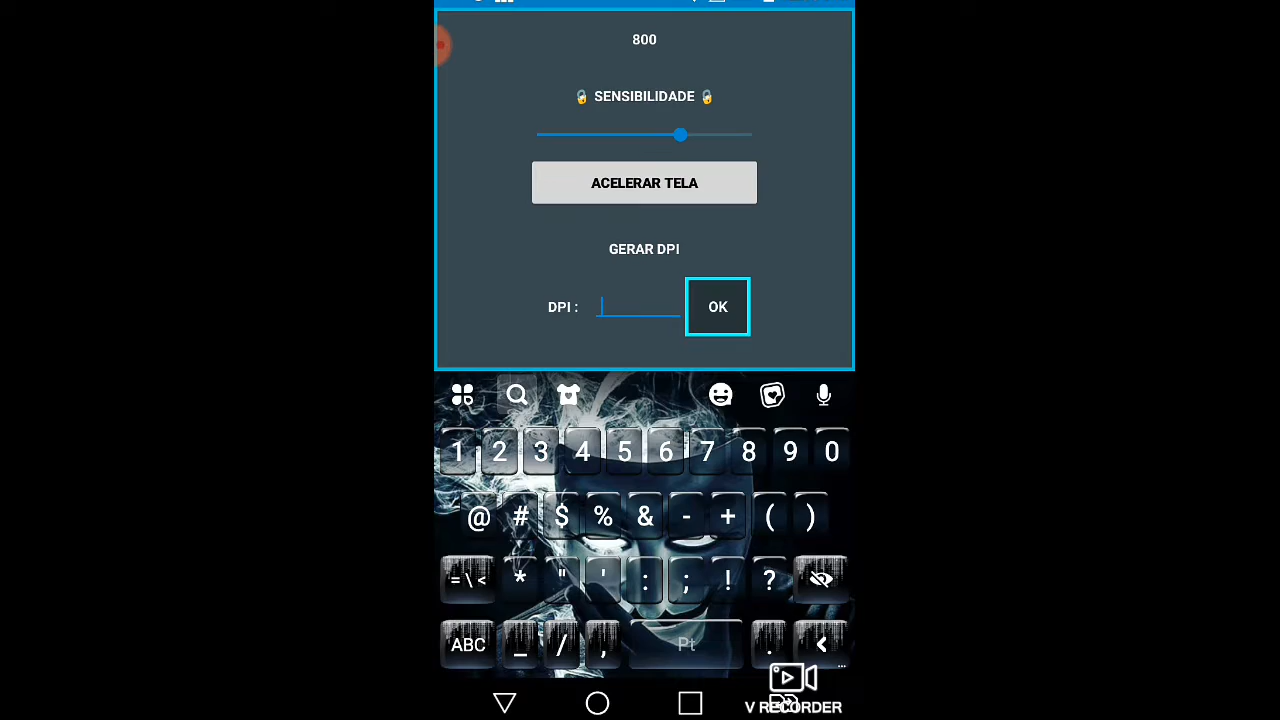 800
🔓 SENSIBILIDADE 🔓
ACELERAR TELA
GERAR DPI
DPI :
OK
1 2 3 4 5 6 7 8 9 0
@ # $ % & - + ( )
= \ < * " ' : ; ! ?
ABC _ / , Pt .
V RECORDER